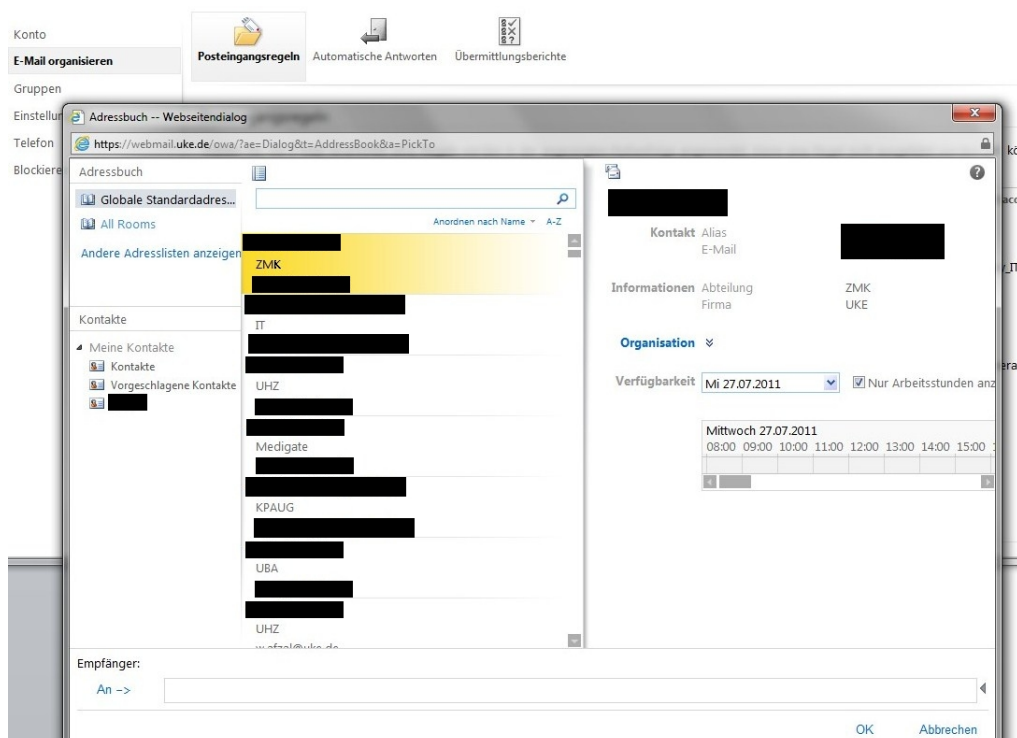 Konto
E-Mail organisieren
Gruppen
Telefon
Posteingangsregeln Automatische Antworten Übermittlungsberichte
Adressbuch -- Webseitendialog
https://webmail.uke.de/owa/?ae=Dialog&t=AddressBook&a=PickTo
Adressbuch
Globale Standardadres...
All Rooms
Andere Adresslisten anzeigen
Kontakte
Meine Kontakte
Kontakte
Vorgeschlagene Kontakte
Anordnen nach Name A-Z
ZMK
IT
UHZ
Medigate
KPAUG
UBA
UHZ
Kontakt Alias
E-Mail
Informationen Abteilung ZMK
Firma UKE
Organisation
Verfügbarkeit Mi 27.07.2011 Nur Arbeitsstunden anz
Mittwoch 27.07.2011
08:00 09:00 10:00 11:00 12:00 13:00 14:00 15:00
Empfänger:
An ->
OK Abbrechen